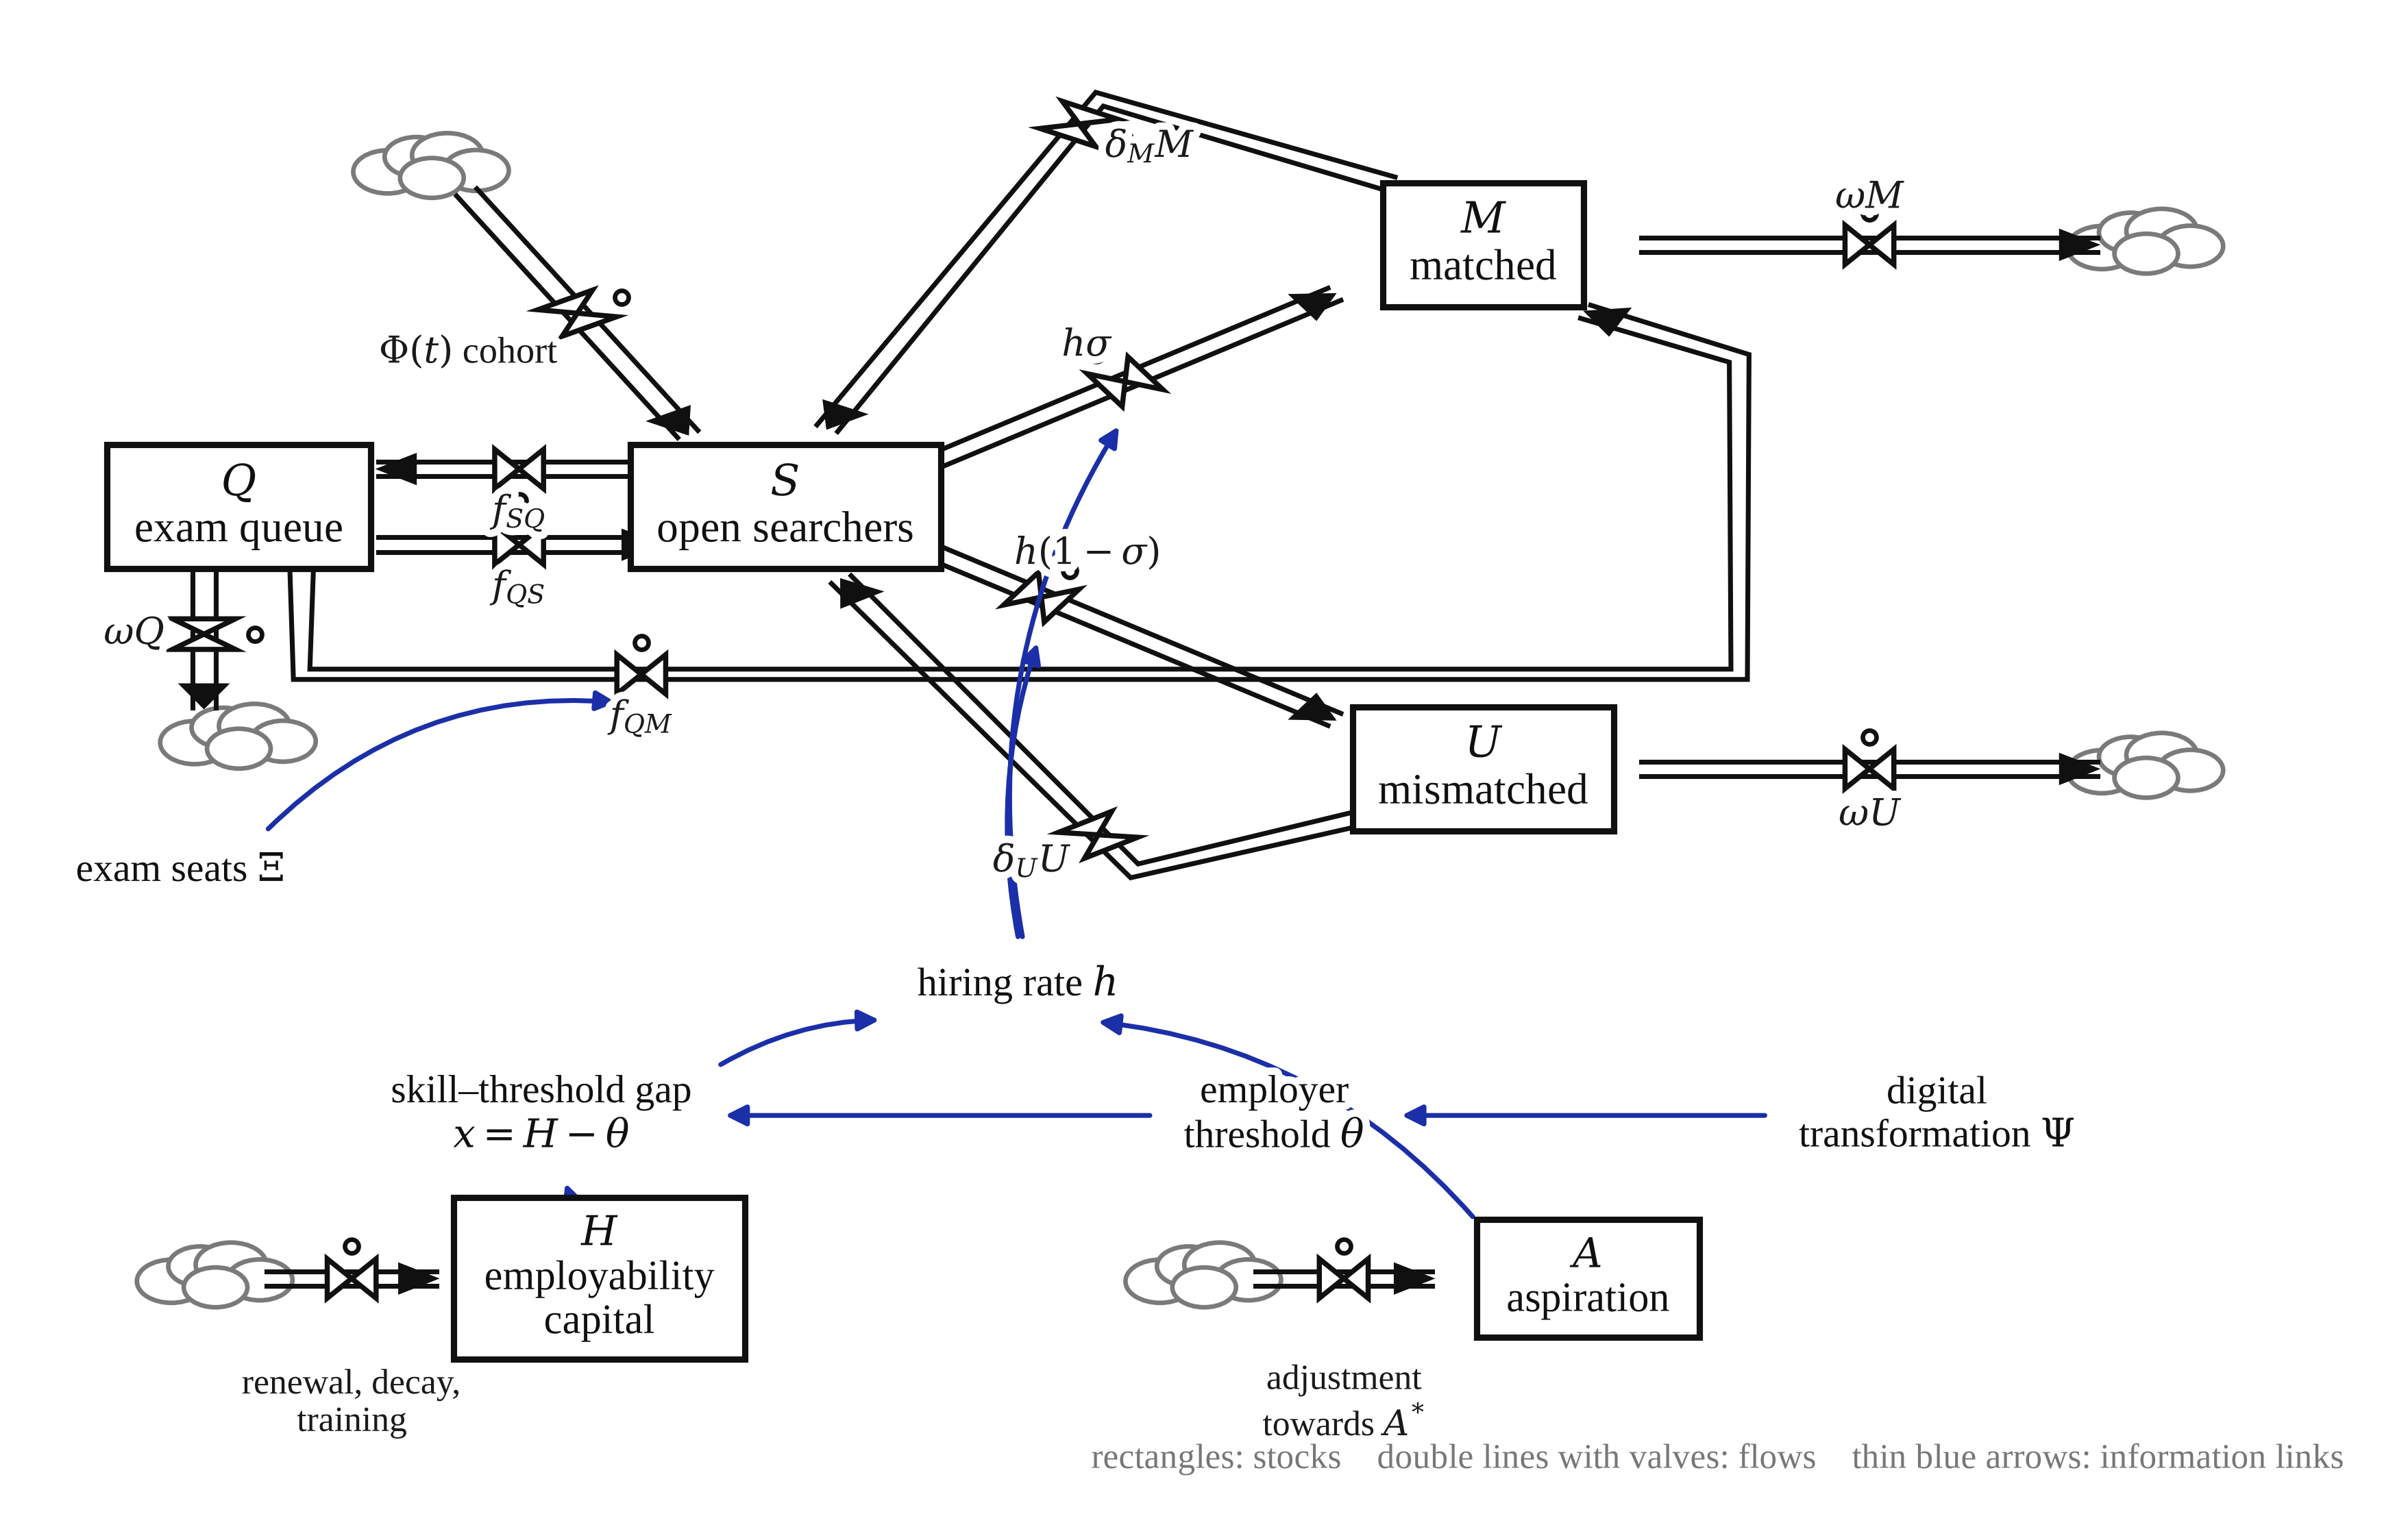 δ_M M
M
matched
ωM
Φ(t) cohort
hσ
Q
exam queue
f_SQ
f_QS
S
open searchers
h(1 − σ)
ωQ
f_QM
U
mismatched
ωU
exam seats Ξ
δ_U U
hiring rate h
skill–threshold gap
x = H − θ
employer
threshold θ
digital
transformation Ψ
H
employability
capital
A
aspiration
renewal, decay,
training
adjustment
towards A*
rectangles: stocks    double lines with valves: flows    thin blue arrows: information links